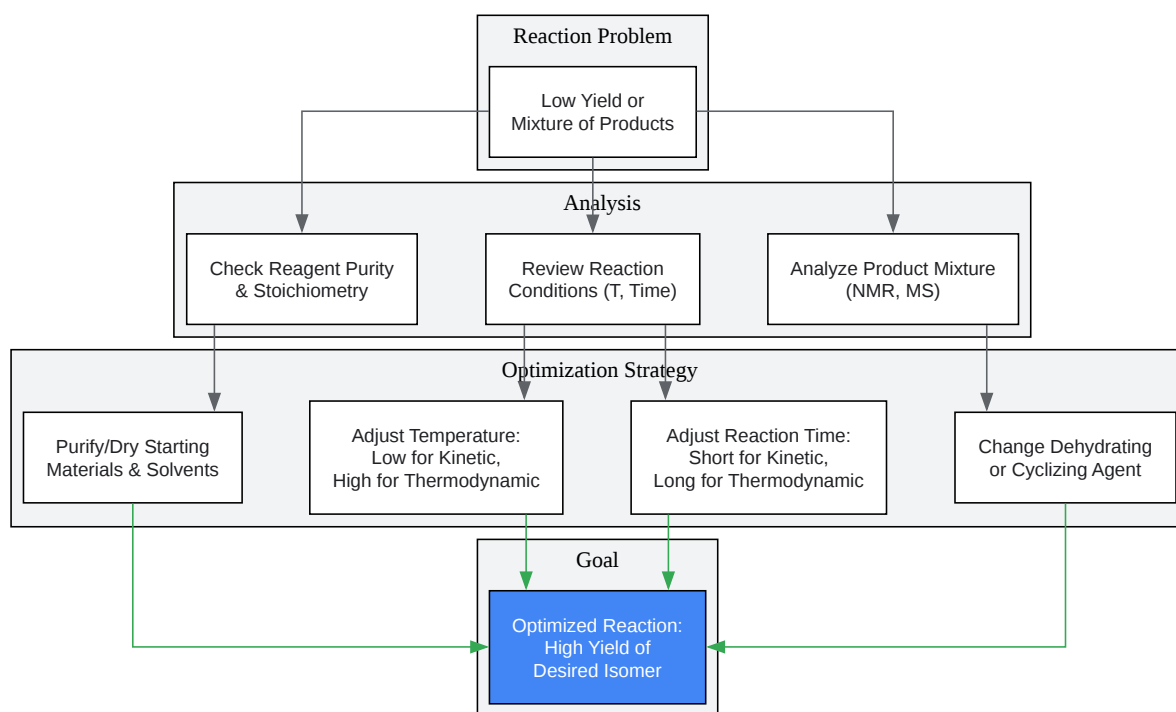 Reaction Problem
Low Yield or
Mixture of Products
Analysis
Check Reagent Purity
& Stoichiometry
Review Reaction
Conditions (T, Time)
Analyze Product Mixture
(NMR, MS)
Optimization Strategy
Purify/Dry Starting
Materials & Solvents
Adjust Temperature:
Low for Kinetic,
High for Thermodynamic
Adjust Reaction Time:
Short for Kinetic,
Long for Thermodynamic
Change Dehydrating
or Cyclizing Agent
Goal
Optimized Reaction:
High Yield of
Desired Isomer